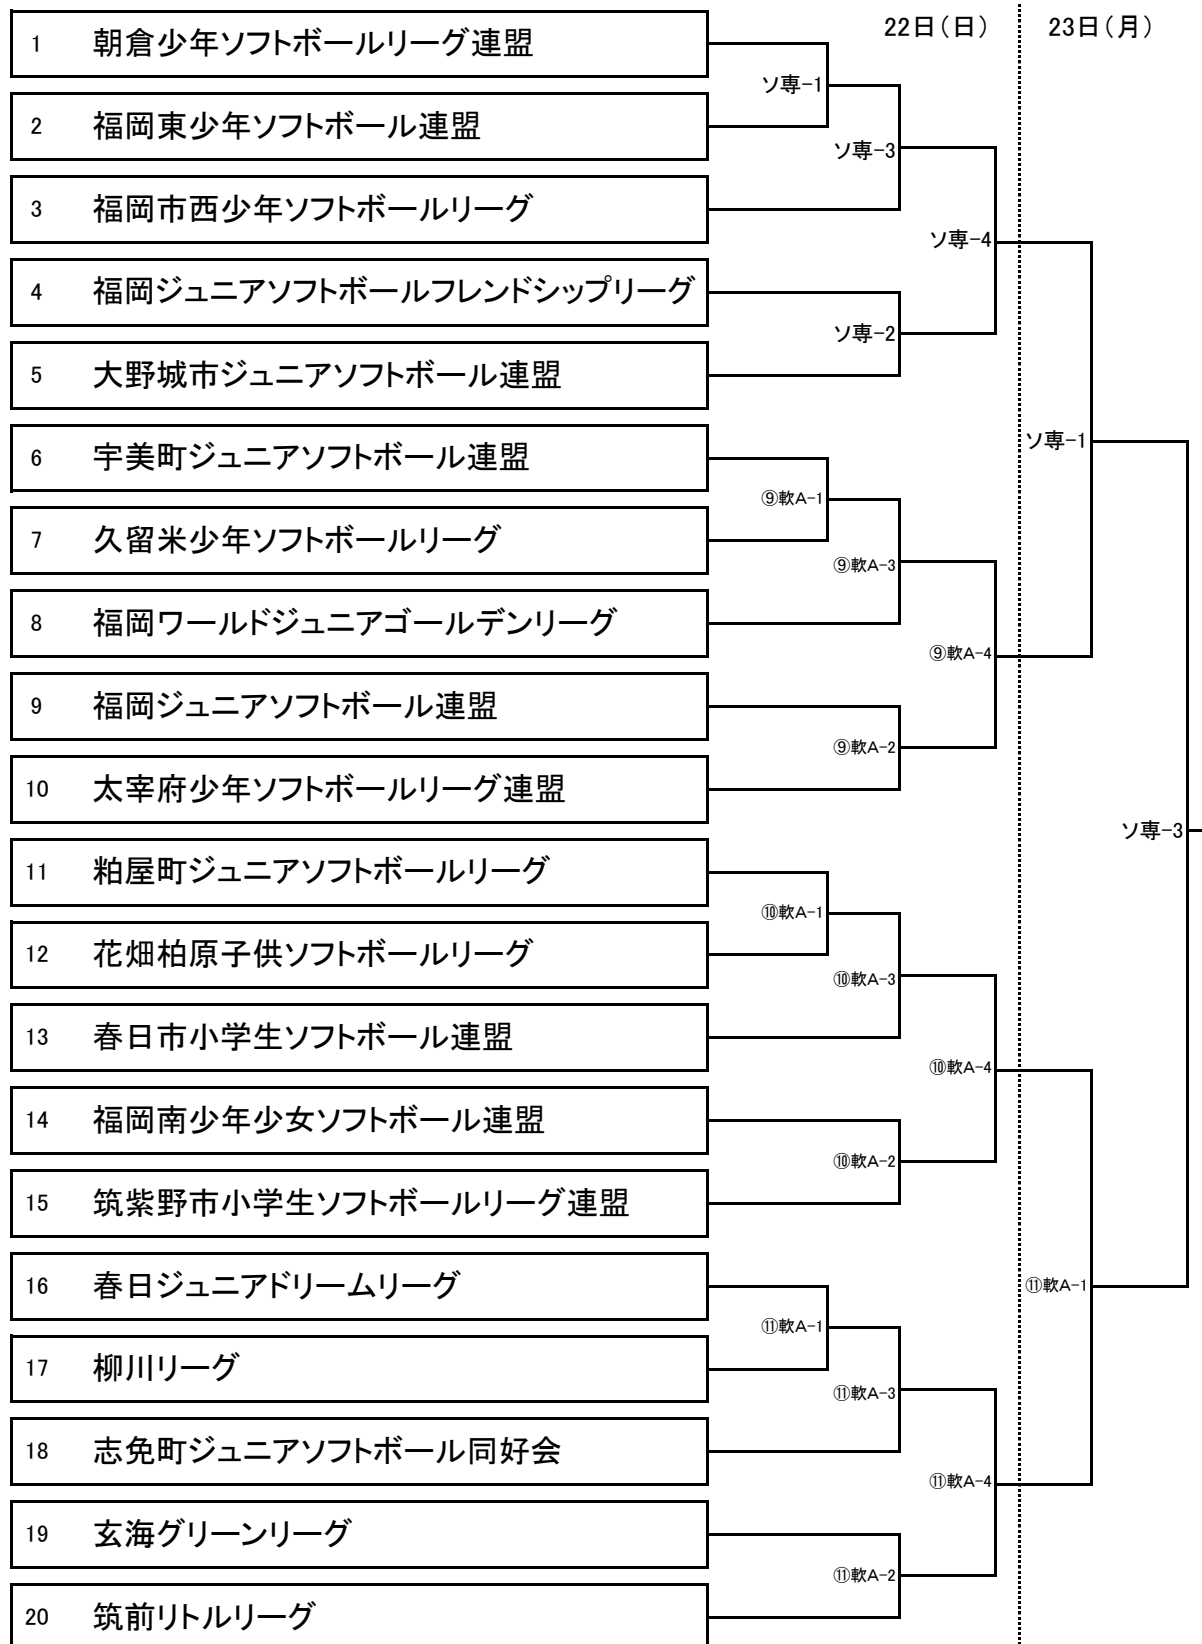 22日(日) 23日(月)
1 朝倉少年ソフトボールリーグ連盟
ソ専-1
2 福岡東少年ソフトボール連盟
ソ専-3
3 福岡市西少年ソフトボールリーグ
ソ専-4
4 福岡ジュニアソフトボールフレンドシップリーグ
ソ専-2
5 大野城市ジュニアソフトボール連盟
ソ専-1
6 宇美町ジュニアソフトボール連盟
⑨軟A-1
7 久留米少年ソフトボールリーグ
⑨軟A-3
8 福岡ワールドジュニアゴールデンリーグ
⑨軟A-4
9 福岡ジュニアソフトボール連盟
⑨軟A-2
10 太宰府少年ソフトボールリーグ連盟
ソ専-3
11 粕屋町ジュニアソフトボールリーグ
⑩軟A-1
12 花畑柏原子供ソフトボールリーグ
⑩軟A-3
13 春日市小学生ソフトボール連盟
⑩軟A-4
14 福岡南少年少女ソフトボール連盟
⑩軟A-2
15 筑紫野市小学生ソフトボールリーグ連盟
16 春日ジュニアドリームリーグ
⑪軟A-1
⑪軟A-1
17 柳川リーグ
⑪軟A-3
18 志免町ジュニアソフトボール同好会
⑪軟A-4
19 玄海グリーンリーグ
⑪軟A-2
20 筑前リトルリーグ